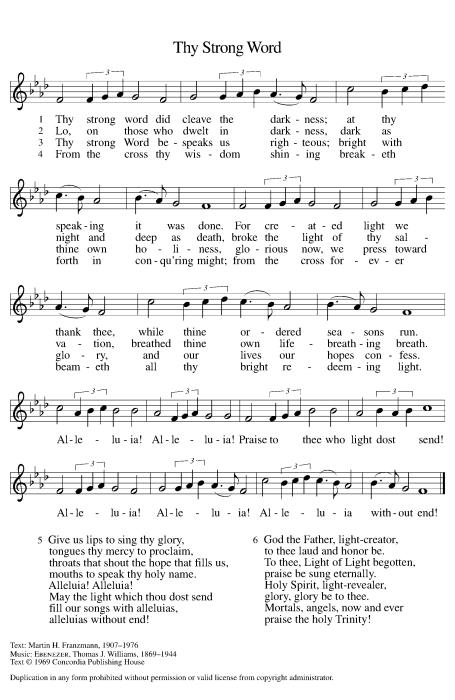 Thy Strong Word
3 3 3
1 Thy strong word did cleave the dark - ness; at thy
2 Lo, on those who dwelt in dark - ness, dark as
3 Thy strong Word be - speaks us righ - teous; bright with
4 From the cross thy wis - dom shin - ing break - eth
3 3
speak - ing it was done. For cre - at - ed light we
night and deep as death, broke the light of thy sal -
thine own ho - li - ness, glo - rious now, we press toward
forth in con - qu'ring might; from the cross for - ev - er
3 3
thank thee, while thine or - dered sea - sons run.
va - tion, breathed thine own life - breath - ing breath.
glo - ry, and our lives our hopes con - fess.
beam - eth all thy bright re - deem - ing light.
3 3 3 3
Al - le - lu - ia! Al - le - lu - ia! Praise to thee who light dost send!
3 3 3
Al - le - lu - ia! Al - le - lu - ia! Al - le - lu - ia with - out end!
5 Give us lips to sing thy glory,
tongues thy mercy to proclaim,
throats that shout the hope that fills us,
mouths to speak thy holy name.
Alleluia! Alleluia!
May the light which thou dost send
fill our songs with alleluias,
alleluias without end!
6 God the Father, light-creator,
to thee laud and honor be.
To thee, Light of Light begotten,
praise be sung eternally.
Holy Spirit, light-revealer,
glory, glory be to thee.
Mortals, angels, now and ever
praise the holy Trinity!
Text: Martin H. Franzmann, 1907–1976
Music: EBENEZER, Thomas J. Williams, 1869–1944
Text © 1969 Concordia Publishing House
Duplication in any form prohibited without permission or valid license from copyright administrator.